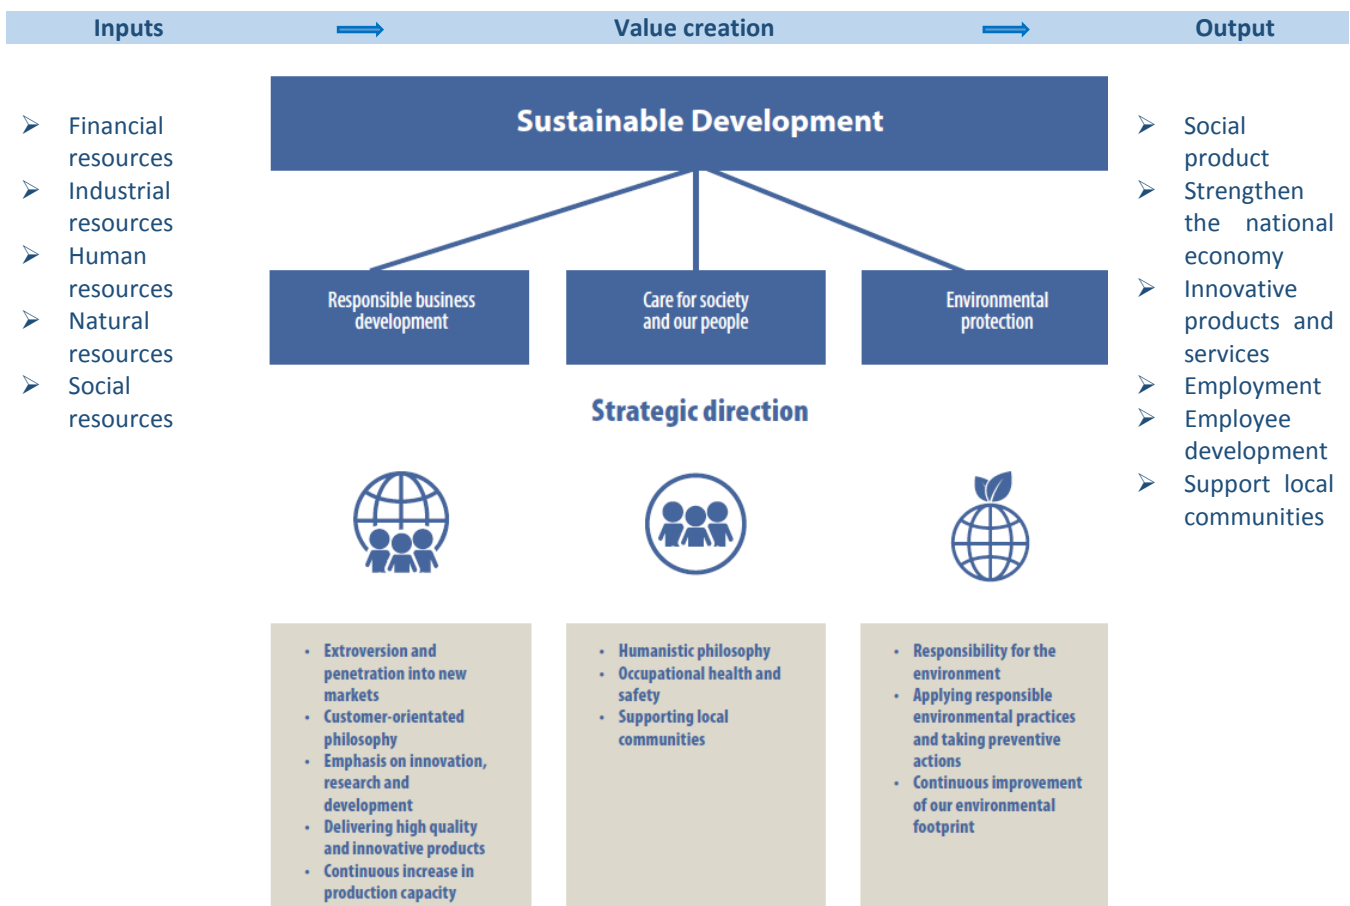 Inputs
Value creation
Output
➢ Financial
resources
➢ Industrial
resources
➢ Human
resources
➢ Natural
resources
➢ Social
resources
Sustainable Development
Responsible business
development
Care for society
and our people
Environmental
protection
Strategic direction
• Extroversion and
penetration into new
markets
• Customer-orientated
philosophy
• Emphasis on innovation,
research and
development
• Delivering high quality
and innovative products
• Continuous increase in
production capacity
• Humanistic philosophy
• Occupational health and
safety
• Supporting local
communities
• Responsibility for the
environment
• Applying responsible
environmental practices
and taking preventive
actions
• Continuous improvement
of our environmental
footprint
➢ Social
product
➢ Strengthen
the national
economy
➢ Innovative
products and
services
➢ Employment
➢ Employee
development
➢ Support local
communities